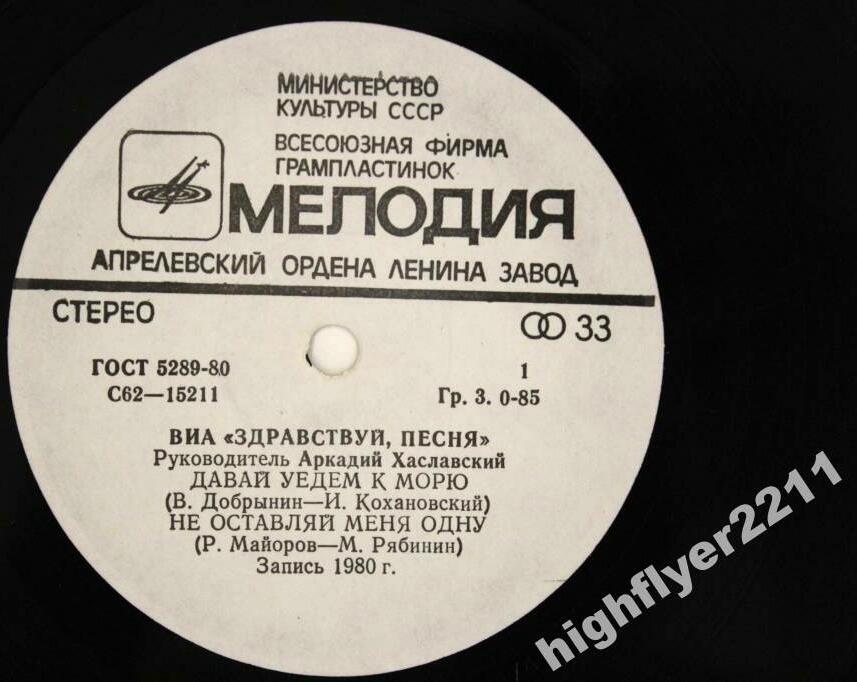 МИНИСТЕРСТВО
КУЛЬТУРЫ СССР
ВСЕСОЮЗНАЯ ФИРМА
ГРАМПЛАСТИНОК
МЕЛОДИЯ
АПРЕЛЕВСКИЙ ОРДЕНА ЛЕНИНА ЗАВОД
СТЕРЕО 33
ГОСТ 5289-80 1
С62—15211 Гр. 3. 0-85
ВИА «ЗДРАВСТВУЙ, ПЕСНЯ»
Руководитель Аркадий Хаславский
ДАВАЙ УЕДЕМ К МОРЮ
(В. Добрынин—И. Кохановский)
НЕ ОСТАВЛЯЙ МЕНЯ ОДНУ
(Р. Майоров—М. Рябинин)
Запись 1980 г.
highflyer2211